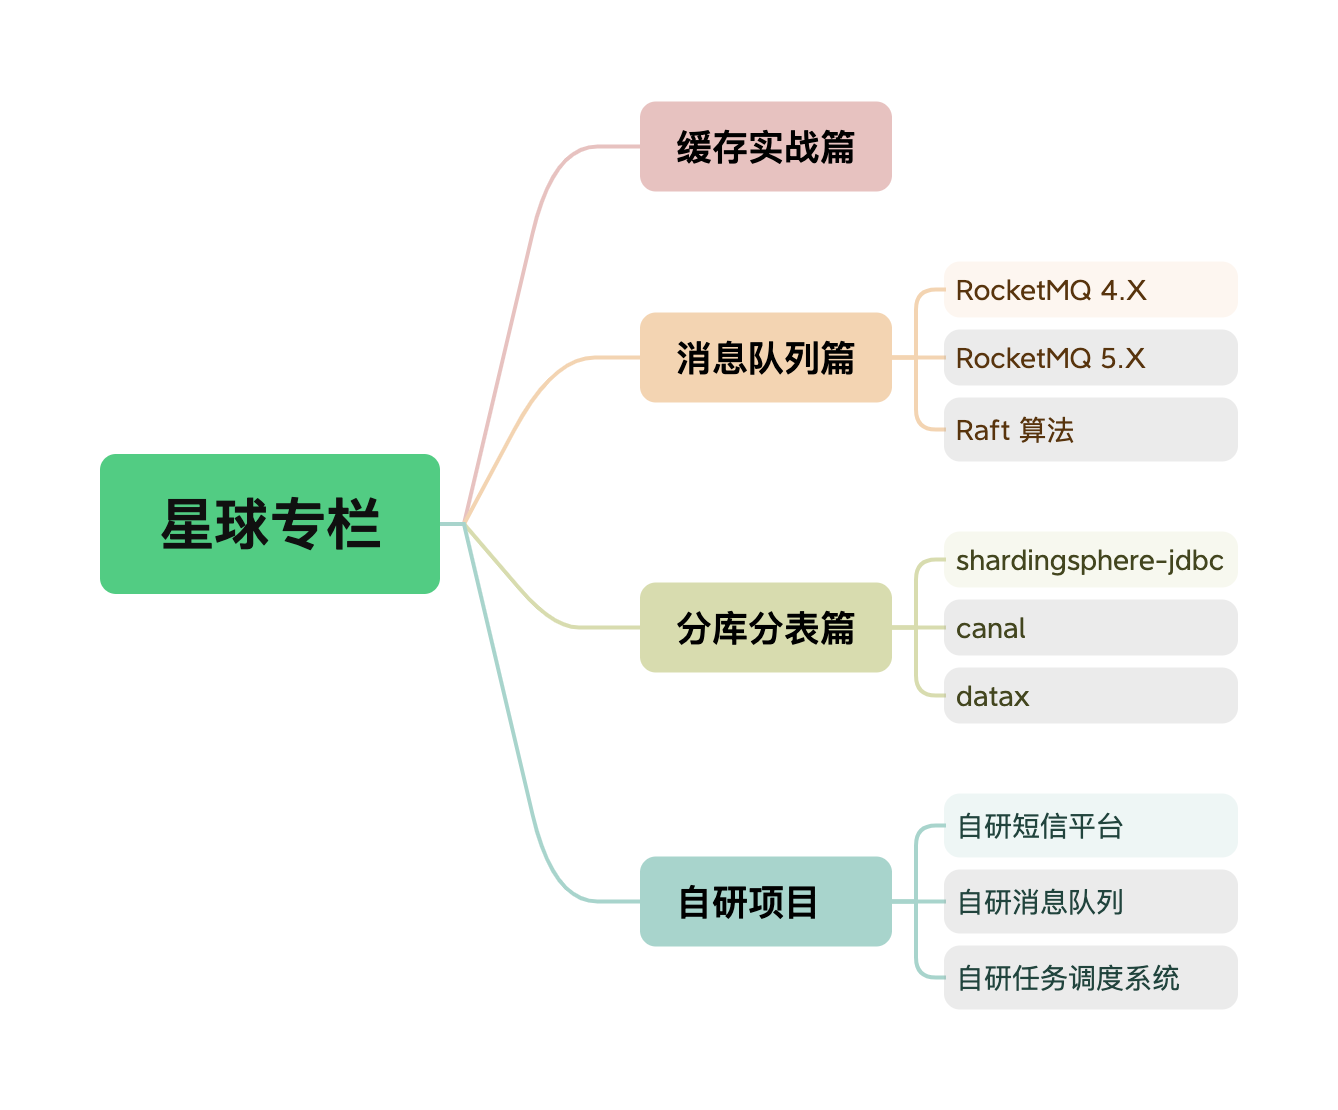 星球专栏
缓存实战篇
消息队列篇
RocketMQ 4.X
RocketMQ 5.X
Raft 算法
分库分表篇
shardingsphere-jdbc
canal
datax
自研项目
自研短信平台
自研消息队列
自研任务调度系统